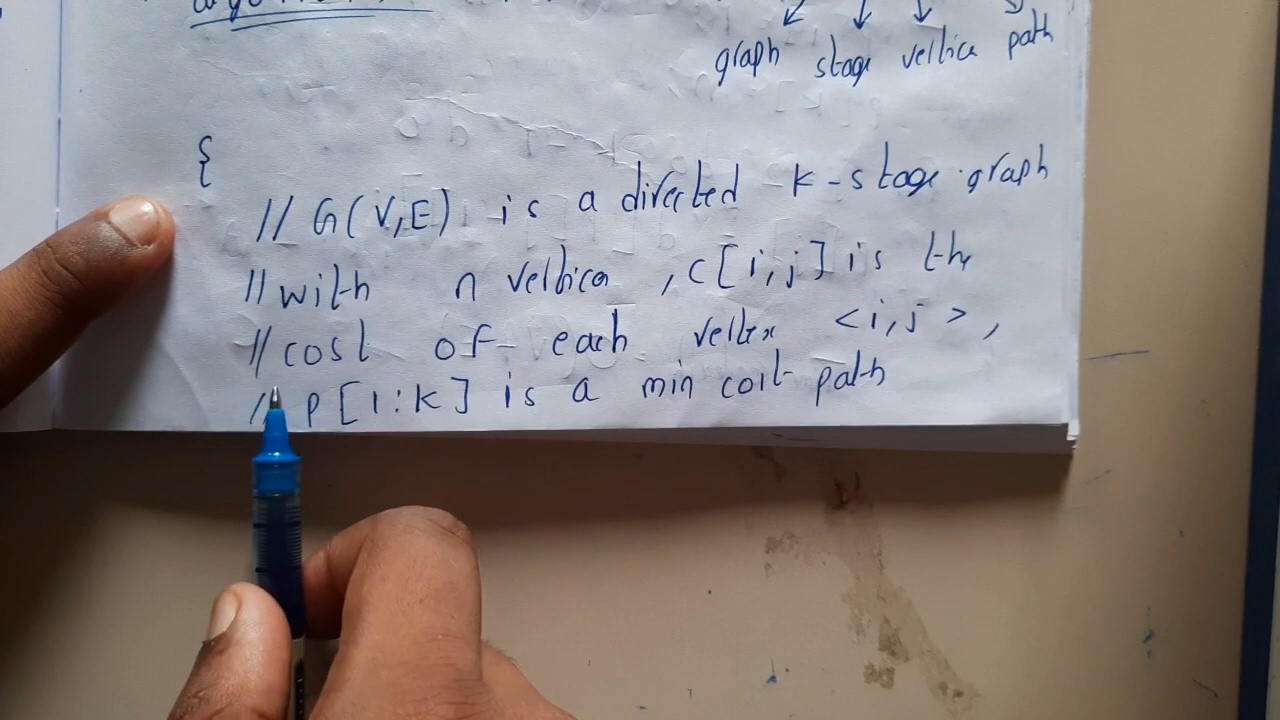 graph stage vertice path
{
// G(V,E) is a directed k-stage graph
// with n vertices , c[i,j] is the
// cost of each vertex <i,j>,
// P[1:k] is a min cost path